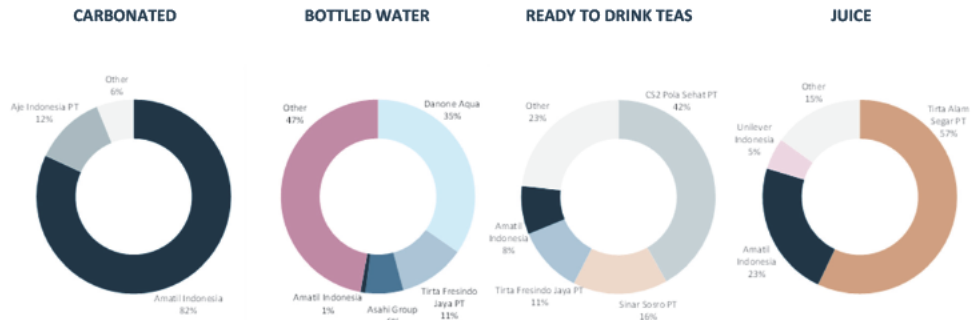 CARBONATED
Other
6%
Aje Indonesia PT
12%
Amatil Indonesia
82%
BOTTLED WATER
Other
47%
Danone Aqua
35%
Amatil Indonesia
1%
Asahi Group
Tirta Fresindo
Jaya PT
11%
READY TO DRINK TEAS
Other
23%
CS2 Pola Sehat PT
42%
Amatil
Indonesia
8%
Tirta Fresindo Jaya PT
11%
Sinar Sosro PT
16%
JUICE
Other
15%
Tirta Alam
Segar PT
57%
Unilever
Indonesia
5%
Amatil
Indonesia
23%